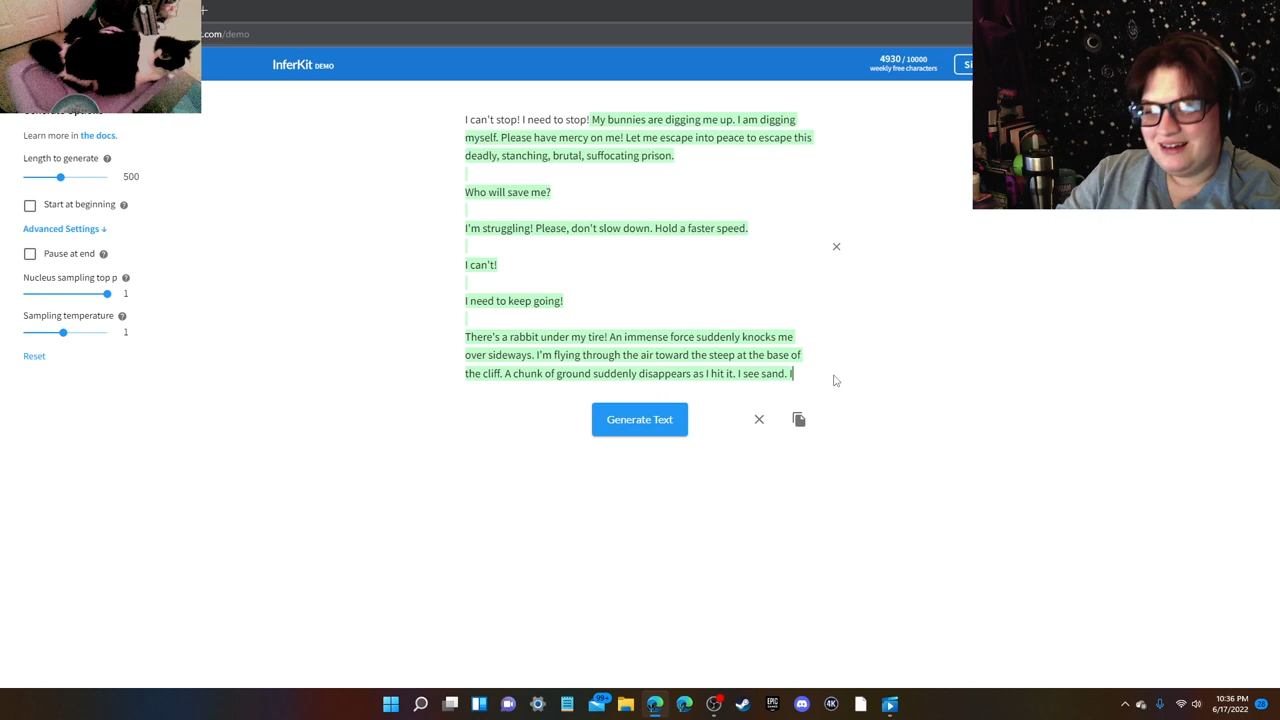 .com/demo
InferKit DEMO
4930 / 10000
weekly free characters
Learn more in the docs.
Length to generate
500
Start at beginning
Advanced Settings ↓
Pause at end
Nucleus sampling top p
1
Sampling temperature
1
Reset
I can't stop! I need to stop! My bunnies are digging me up. I am digging
myself. Please have mercy on me! Let me escape into peace to escape this
deadly, stanching, brutal, suffocating prison.
Who will save me?
I'm struggling! Please, don't slow down. Hold a faster speed.
I can't!
I need to keep going!
There's a rabbit under my tire! An immense force suddenly knocks me
over sideways. I'm flying through the air toward the steep at the base of
the cliff. A chunk of ground suddenly disappears as I hit it. I see sand. I
Generate Text
99+
EPIC
GAMES
4K
10:36 PM
6/17/2022
28